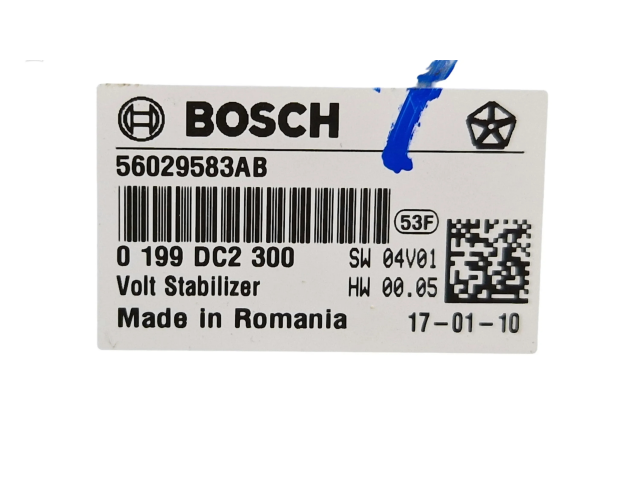 BOSCH
56029583AB
53F
0 199 DC2 300 SW 04V01
Volt Stabilizer HW 00.05
Made in Romania 17-01-10